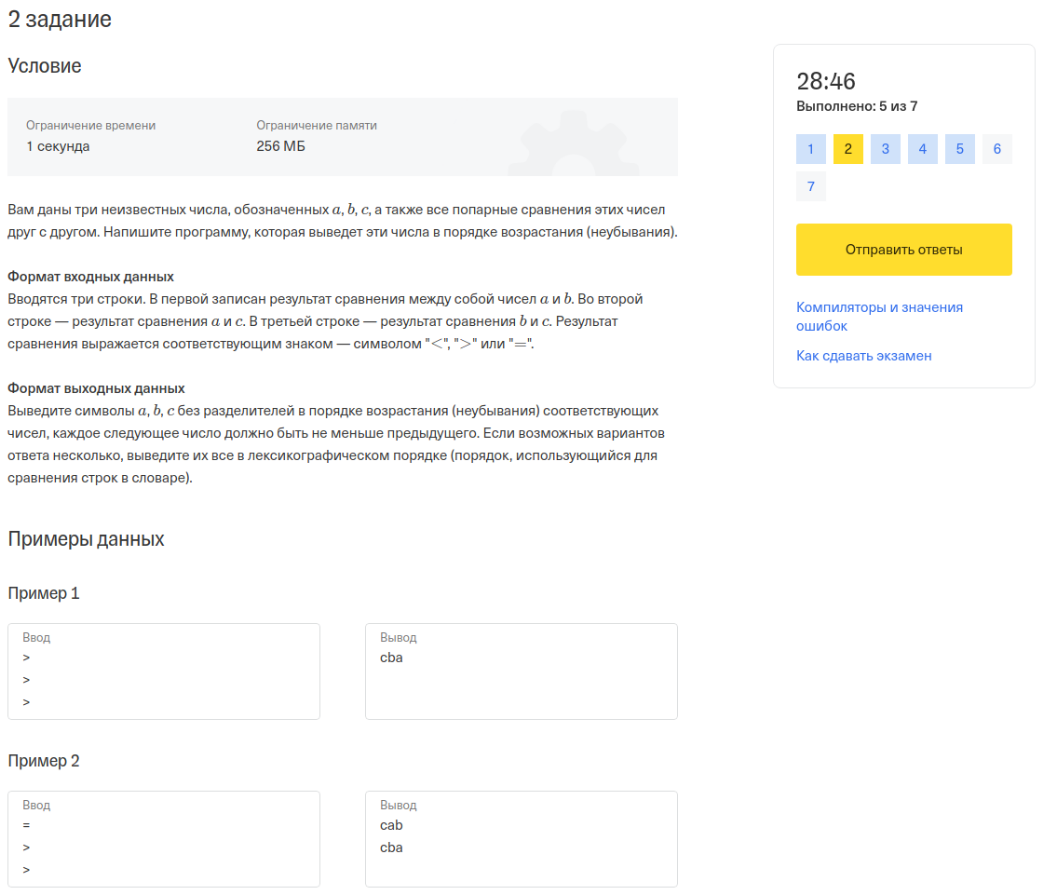 2 задание
Условие
Ограничение времени
1 секунда
Ограничение памяти
256 МБ
Вам даны три неизвестных числа, обозначенных a, b, c, а также все попарные сравнения этих чисел
друг с другом. Напишите программу, которая выведет эти числа в порядке возрастания (неубывания).
Формат входных данных
Вводятся три строки. В первой записан результат сравнения между собой чисел a и b. Во второй
строке — результат сравнения a и c. В третьей строке — результат сравнения b и c. Результат
сравнения выражается соответствующим знаком — символом "<", ">" или "=".
Формат выходных данных
Выведите символы a, b, c без разделителей в порядке возрастания (неубывания) соответствующих
чисел, каждое следующее число должно быть не меньше предыдущего. Если возможных вариантов
ответа несколько, выведите их все в лексикографическом порядке (порядок, использующийся для
сравнения строк в словаре).
Примеры данных
Пример 1
Ввод
>
>
>
Вывод
cba
Пример 2
Ввод
=
>
>
Вывод
cab
cba
28:46
Выполнено: 5 из 7
1 2 3 4 5 6
7
Отправить ответы
Компиляторы и значения
ошибок
Как сдавать экзамен